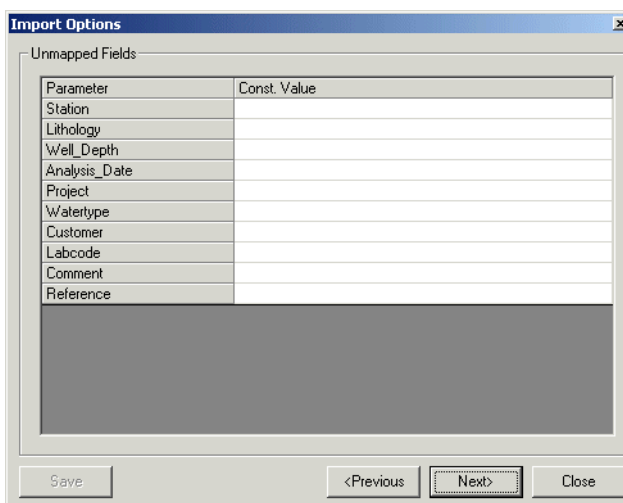 Import Options
Unmapped Fields
Parameter Const. Value
Station
Lithology
Well_Depth
Analysis_Date
Project
Watertype
Customer
Labcode
Comment
Reference
Save <Previous Next> Close